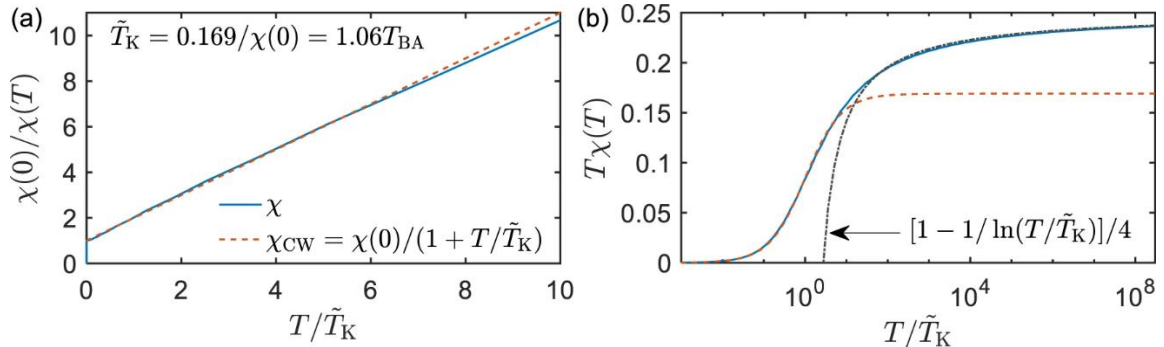 (a)
T̃_K = 0.169/χ(0) = 1.06T_BA
χ(0)/χ(T)
10
8
6
4
2
0
χ
χ_CW = χ(0)/(1 + T/T̃_K)
0 2 4 6 8 10
T/T̃_K
(b)
Tχ(T)
0.25
0.2
0.15
0.1
0.05
0
[1 − 1/ ln(T/T̃_K)]/4
10^0 10^4 10^8
T/T̃_K